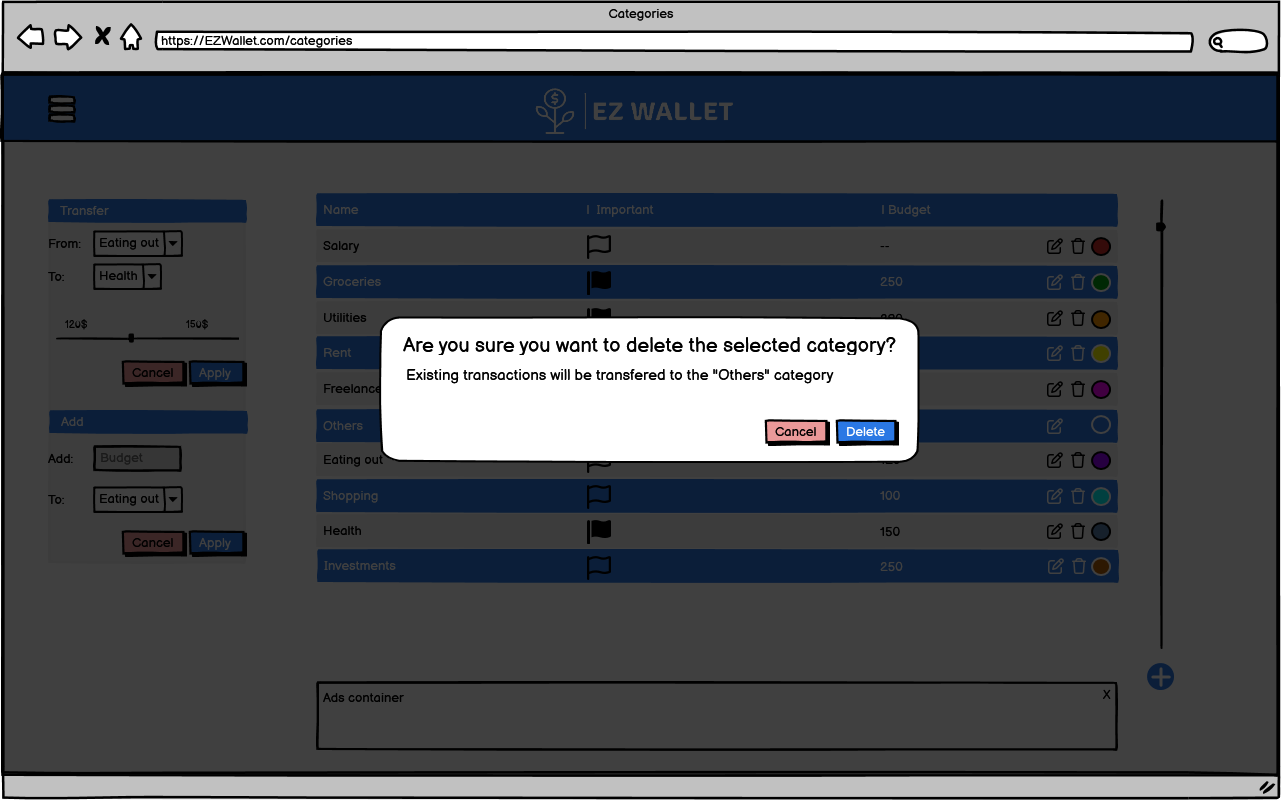 Categories
https://EZWallet.com/categories
$ EZ WALLET
Transfer
From: Eating out
To: Health
120$ 150$
Cancel Apply
Add
Add: Budget
To: Eating out
Cancel Apply
Name | Important | Budget
Salary --
Groceries 250
Utilities
Rent
Freelance
Others
Eating out
Shopping 100
Health 150
Investments 250
Are you sure you want to delete the selected category?
Existing transactions will be transfered to the "Others" category
Cancel Delete
Ads container X